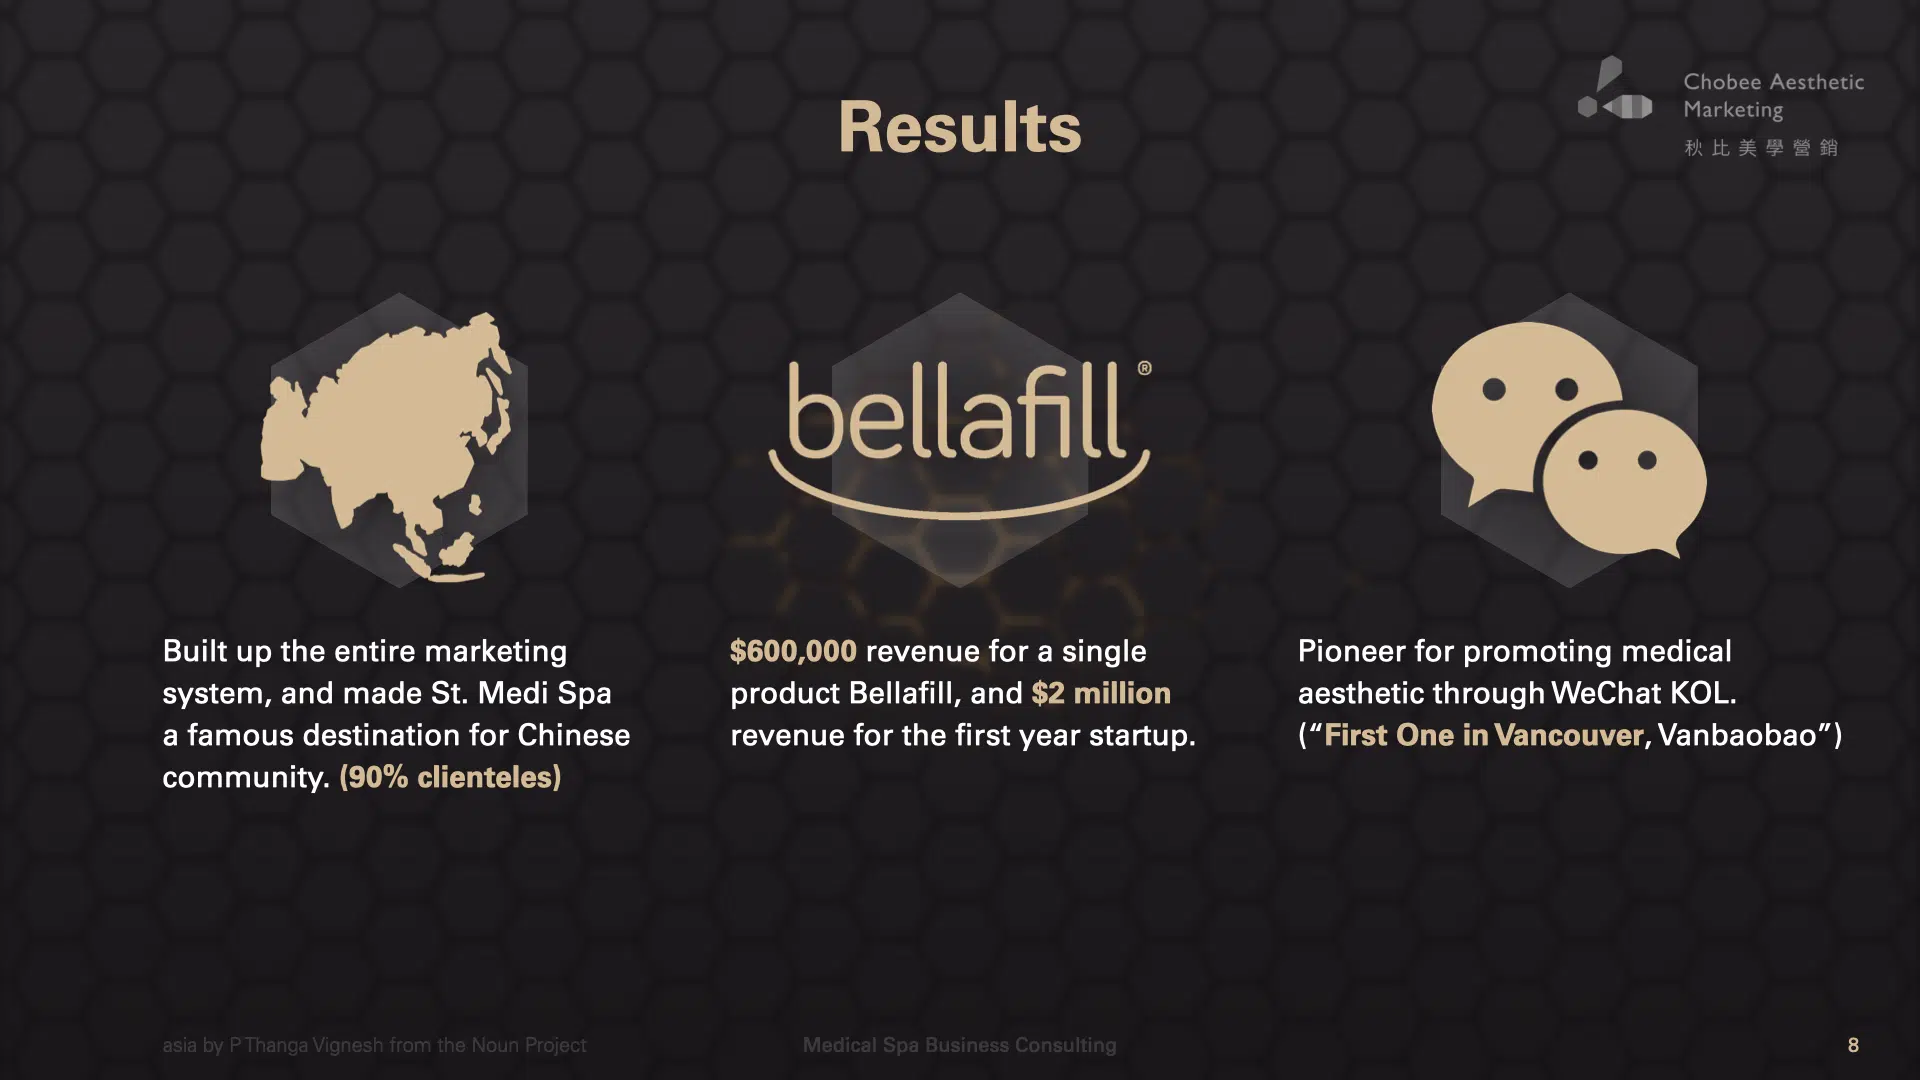 Chobee Aesthetic
Marketing
秋比美學營銷
Results
bellafill®
Built up the entire marketing
system, and made St. Medi Spa
a famous destination for Chinese
community. (90% clienteles)
$600,000 revenue for a single
product Bellafill, and $2 million
revenue for the first year startup.
Pioneer for promoting medical
aesthetic through WeChat KOL.
(“First One in Vancouver, Vanbaobao”)
asia by P Thanga Vignesh from the Noun Project
Medical Spa Business Consulting
8